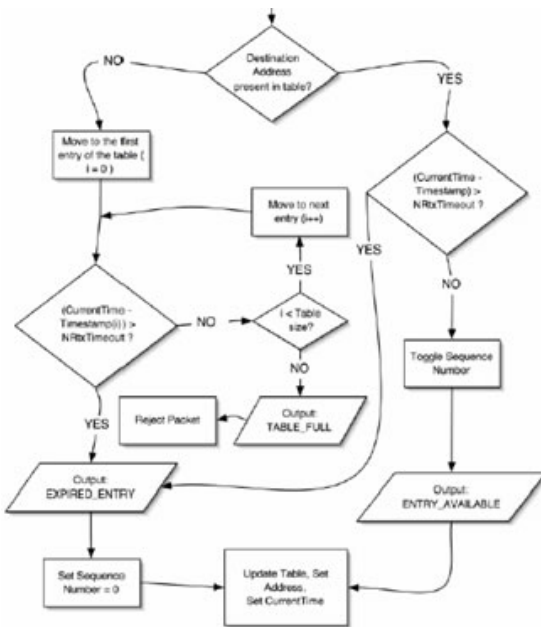 Destination
Address
present in table?
NO
YES
Move to the first
entry of the table (
i = 0 )
(CurrentTime -
Timestamp) >
NRtxTimeout ?
Move to next
entry (i++)
YES
YES
NO
(CurrentTime -
Timestamp(i)) >
NRtxTimeout ?
NO
i < Table
size?
NO
Toggle Sequence
Number
YES
Reject Packet
Output:
TABLE_FULL
Output:
EXPIRED_ENTRY
Output:
ENTRY_AVAILABLE
Set Sequence
Number = 0
Update Table, Set
Address,
Set CurrentTime